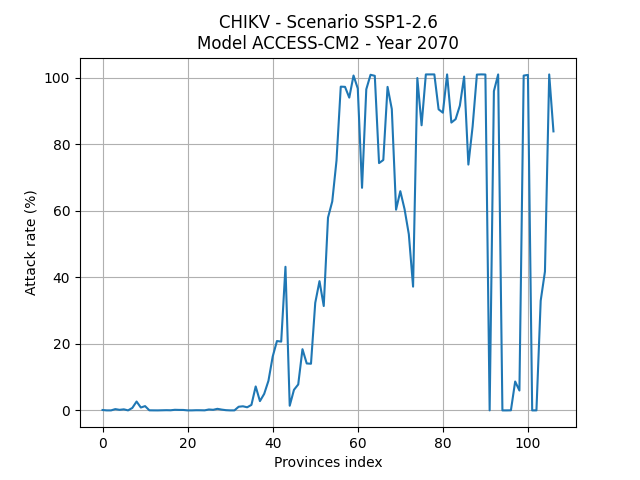 CHIKV - Scenario SSP1-2.6
Model ACCESS-CM2 - Year 2070
100
80
60
40
20
0
Attack rate (%)
0 20 40 60 80 100
Provinces index